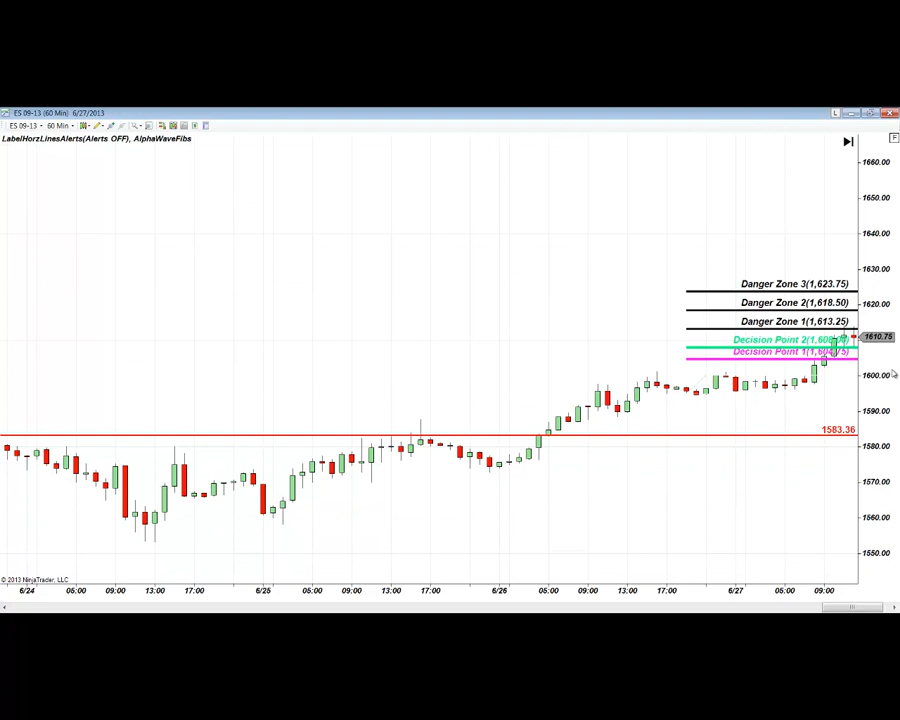 ES 09-13 (60 Min) 6/27/2013
L
ES 09-13 60 Min
LabelHorzLinesAlerts(Alerts OFF), AlphaWaveFibs
F
1660.00
1650.00
1640.00
1630.00
Danger Zone 3(1,623.75)
1620.00
Danger Zone 2(1,618.50)
Danger Zone 1(1,613.25)
1610.75
Decision Point 2
Decision Point 1
1600.00
1590.00
1583.36
1580.00
1570.00
1560.00
1550.00
© 2013 NinjaTrader, LLC
6/24 05:00 09:00 13:00 17:00 6/25 05:00 09:00 13:00 17:00 6/26 05:00 09:00 13:00 17:00 6/27 05:00 09:00